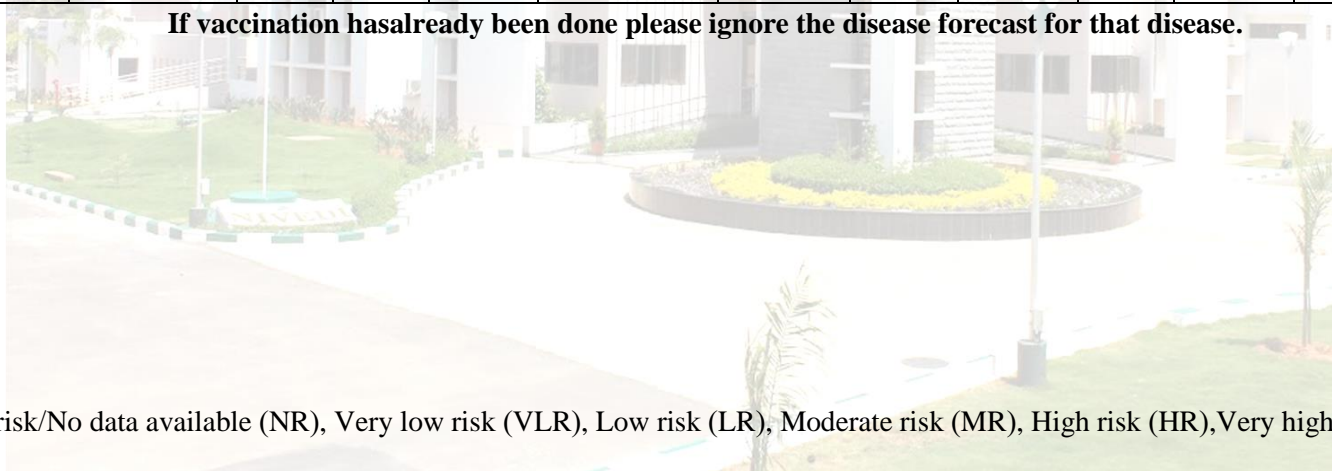 If vaccination hasalready been done please ignore the disease forecast for that disease.
NIVEDI
risk/No data available (NR), Very low risk (VLR), Low risk (LR), Moderate risk (MR), High risk (HR),Very high